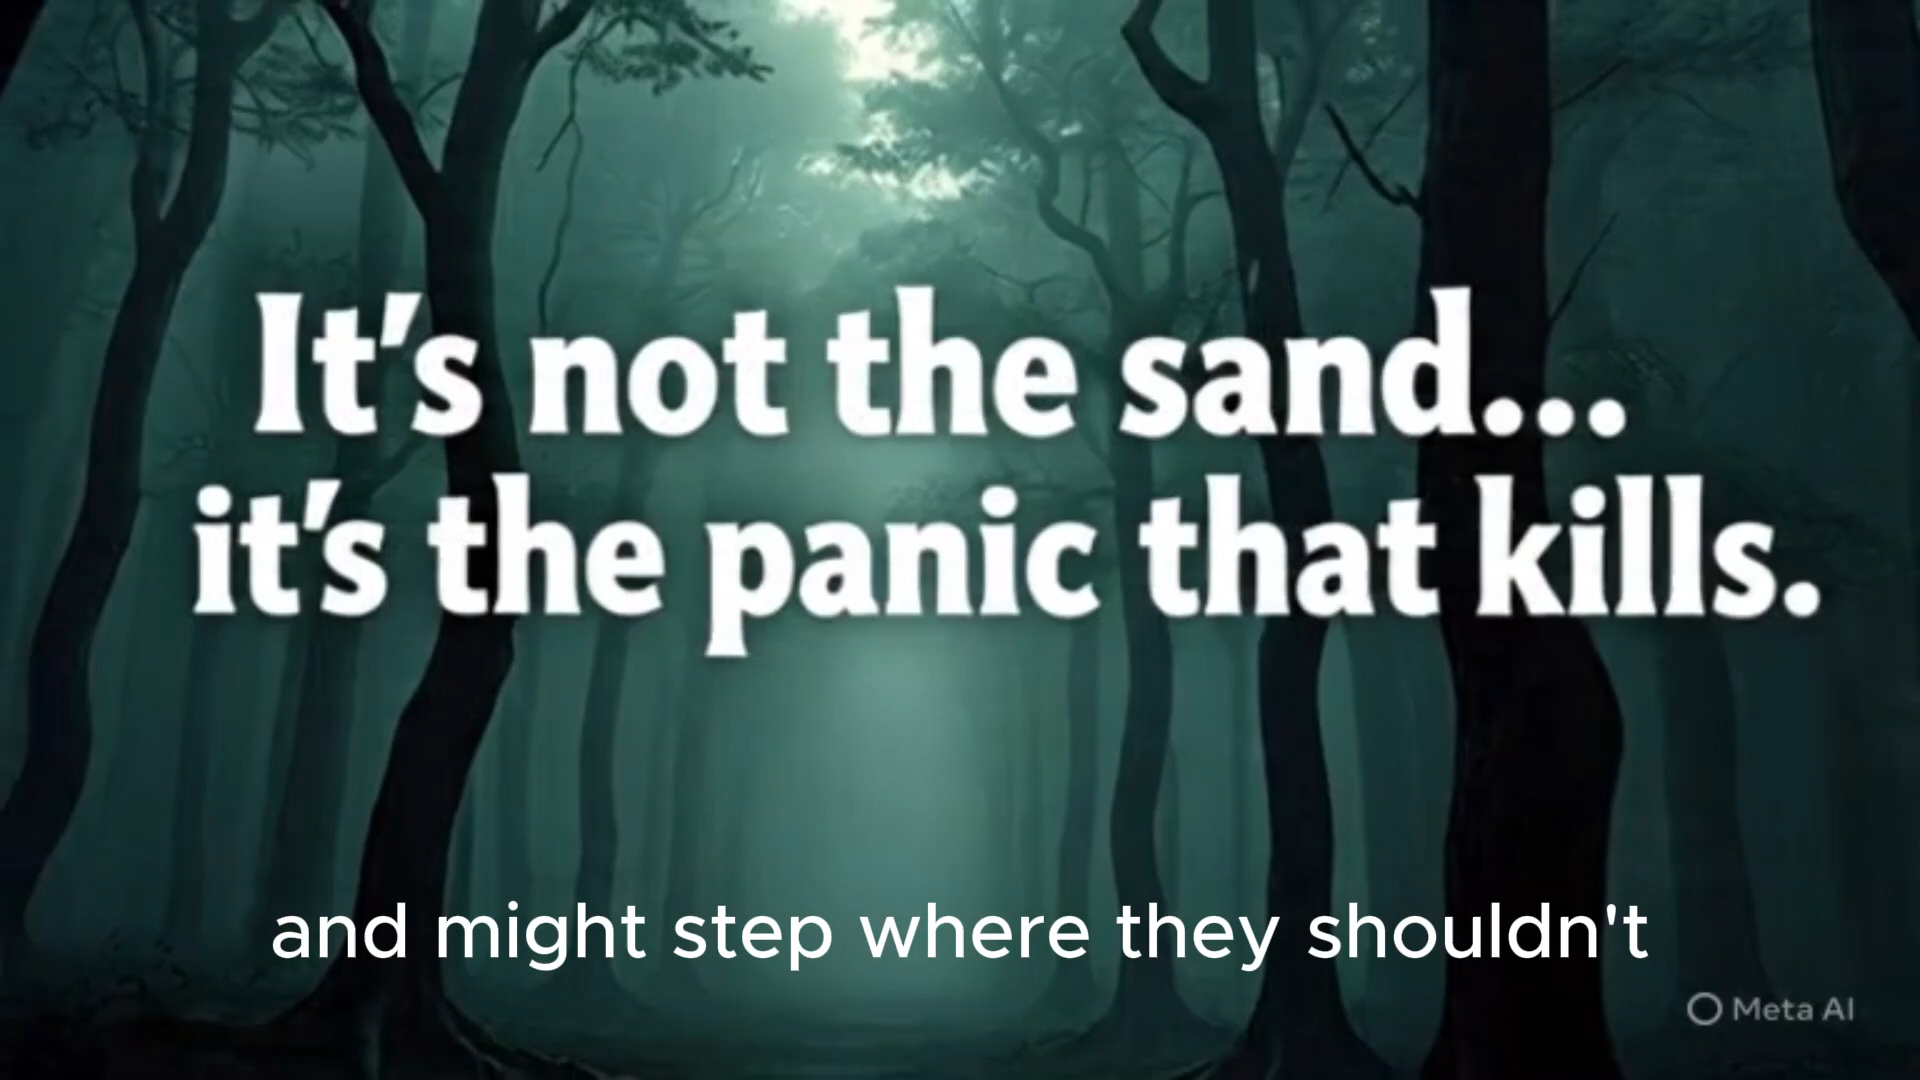 It's not the sand...
it's the panic that kills.
and might step where they shouldn't
Meta AI